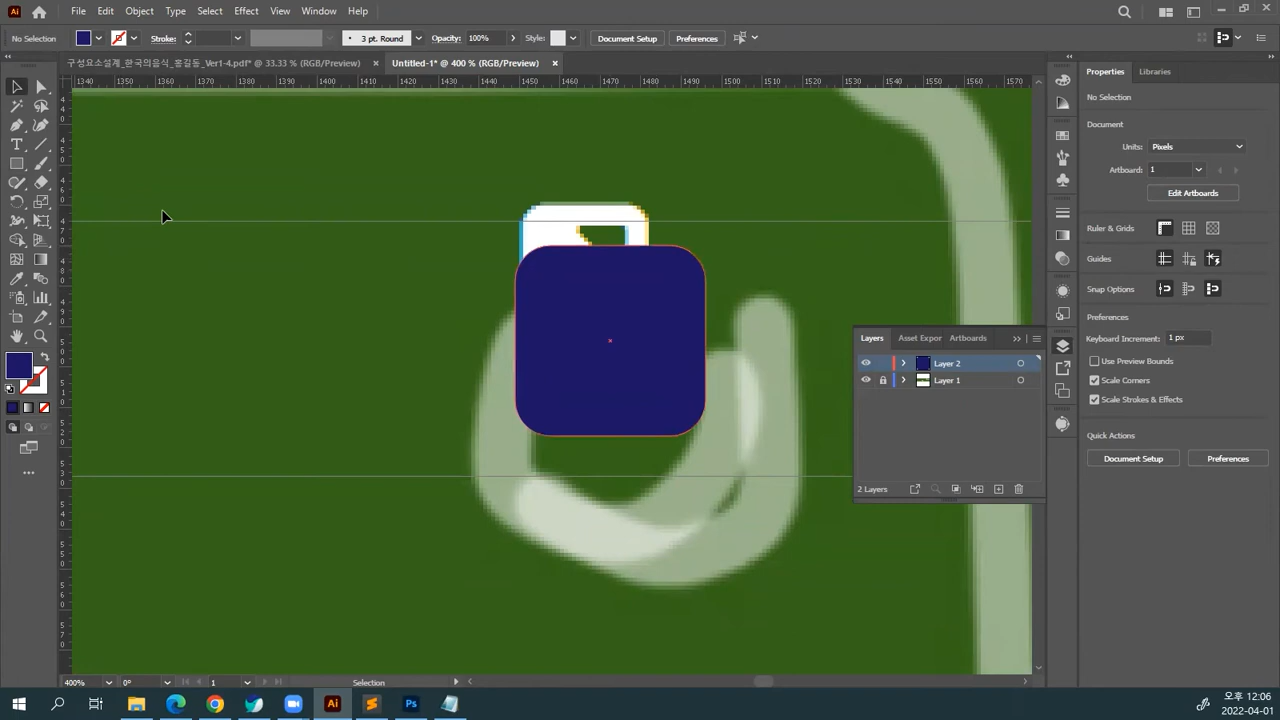 Ai File Edit Object Type Select Effect View Window Help
No Selection Stroke: 3 pt. Round Opacity: 100% Style: Document Setup Preferences
구성요소설계_한국의음식_홍길동_Ver1-4.pdf* @ 33.33 % (RGB/Preview) × Untitled-1* @ 400 % (RGB/Preview) ×
1340 1350 1360 1370 1380 1390 1400 1410 1420 1430 1440 1450 1460 1470 1480 1490 1500 1510 1520 1530 1540 1550 1560 1570
Properties Libraries
No Selection
Document
Units: Pixels
Artboard: 1
Edit Artboards
Ruler & Grids
Guides
Snap Options
Preferences
Keyboard Increment: 1 px
Use Preview Bounds
Scale Corners
Scale Strokes & Effects
Quick Actions
Document Setup Preferences
Layers Asset Expor Artboards
Layer 2
Layer 1
2 Layers
400% 0° 1 Selection
Ai Ps
오후 12:06
2022-04-01